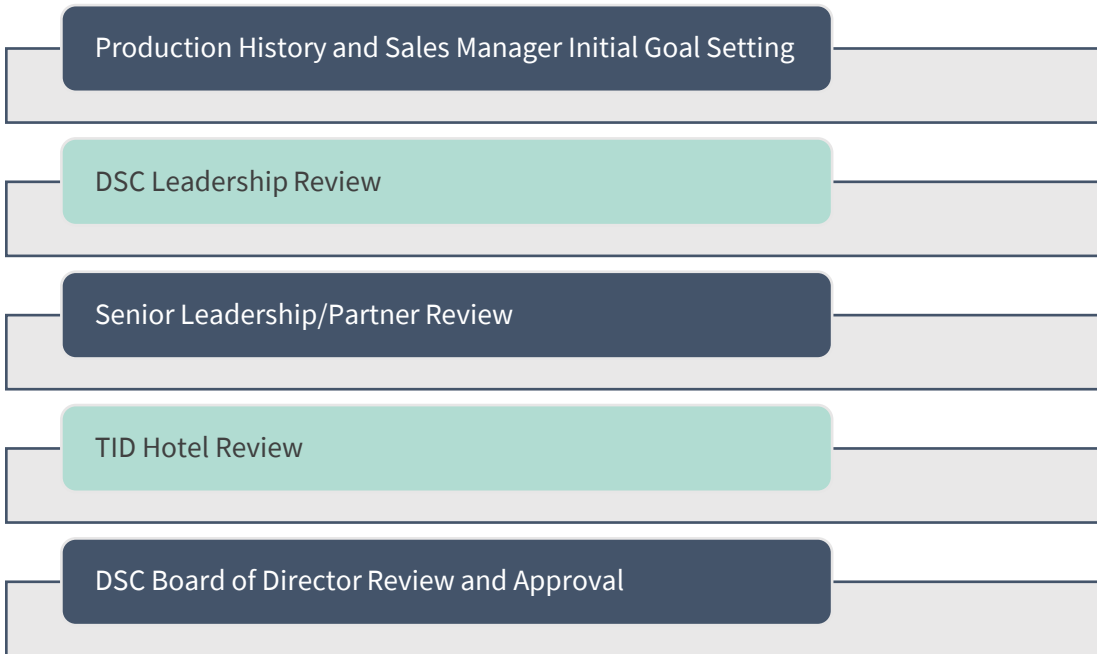 Production History and Sales Manager Initial Goal Setting
DSC Leadership Review
Senior Leadership/Partner Review
TID Hotel Review
DSC Board of Director Review and Approval